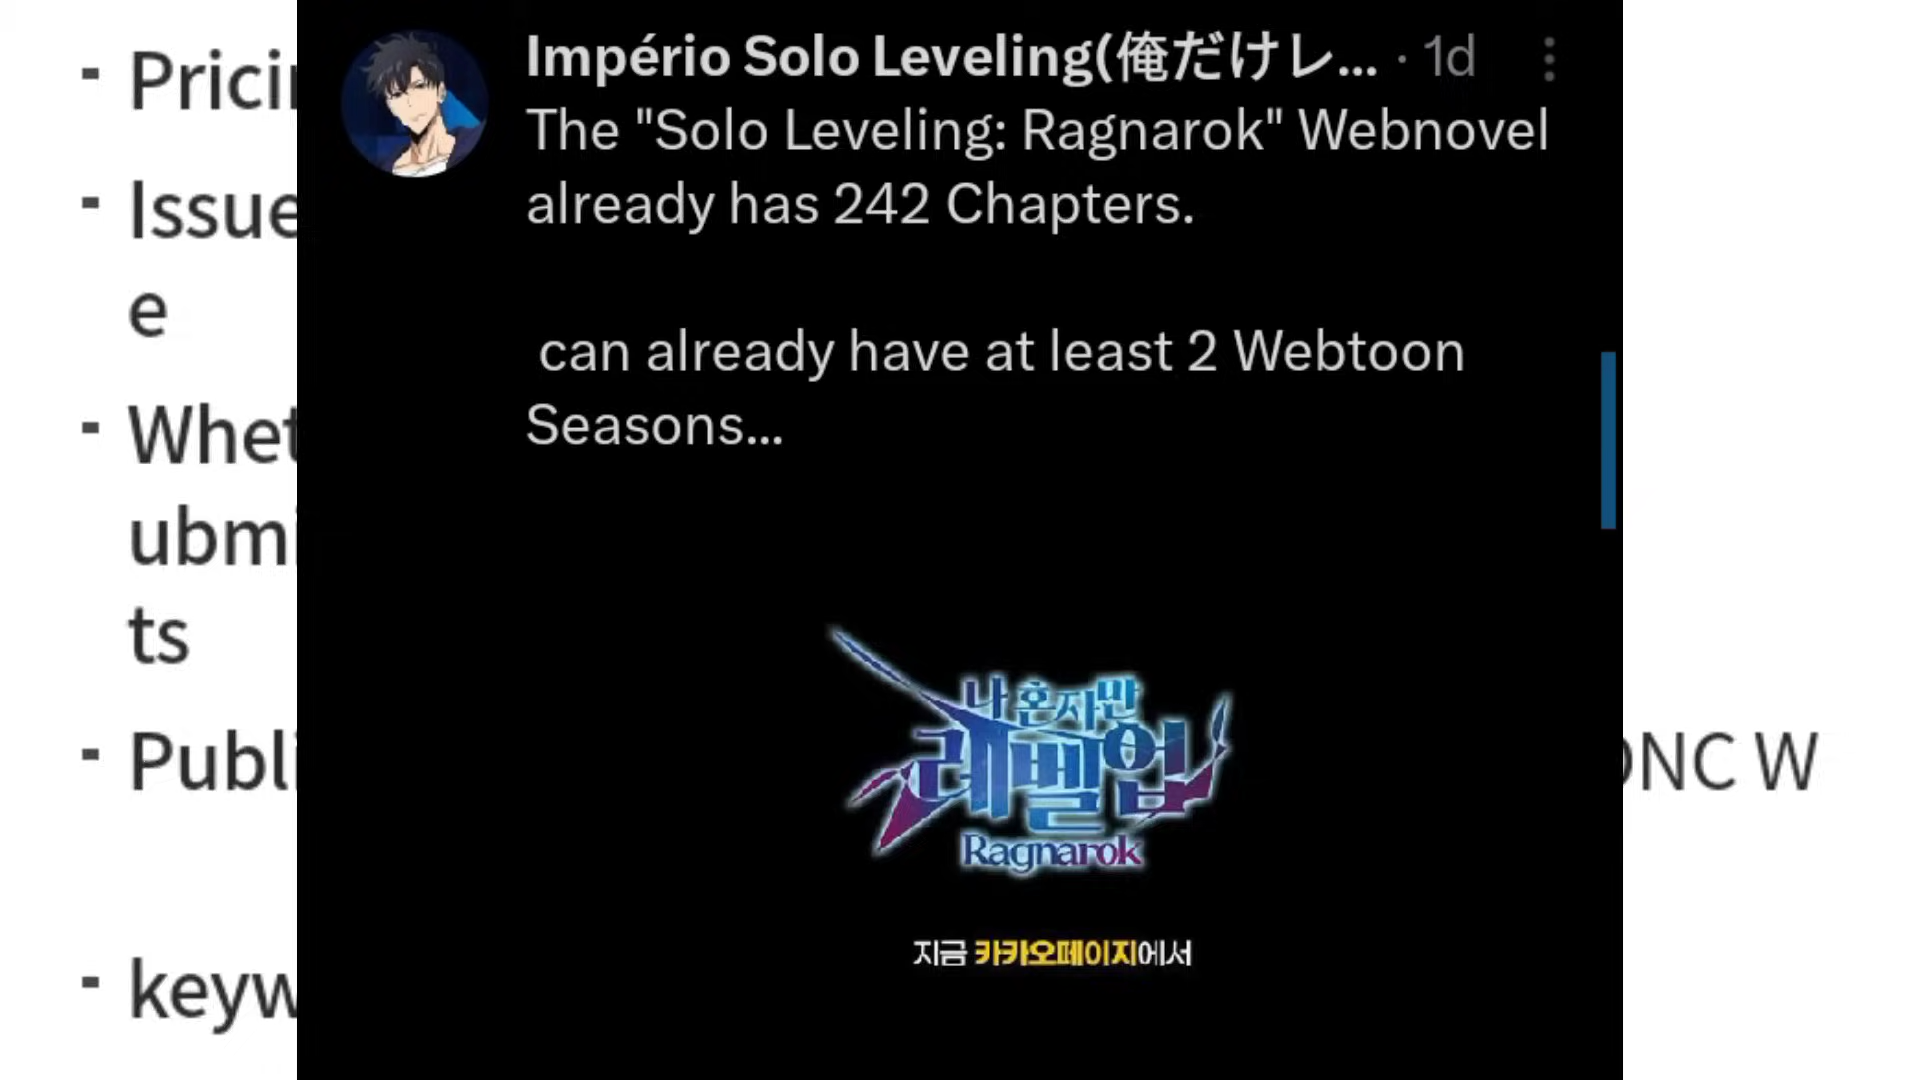 Império Solo Leveling(俺だけレ... · 1d
The "Solo Leveling: Ragnarok" Webnovel
already has 242 Chapters.
can already have at least 2 Webtoon
Seasons...
나 혼자만
레벨업
Ragnarok
지금 카카오페이지에서
- Prici
- Issue
e
- Whet
ubmi
ts
- Publi
ONC W
- keyw